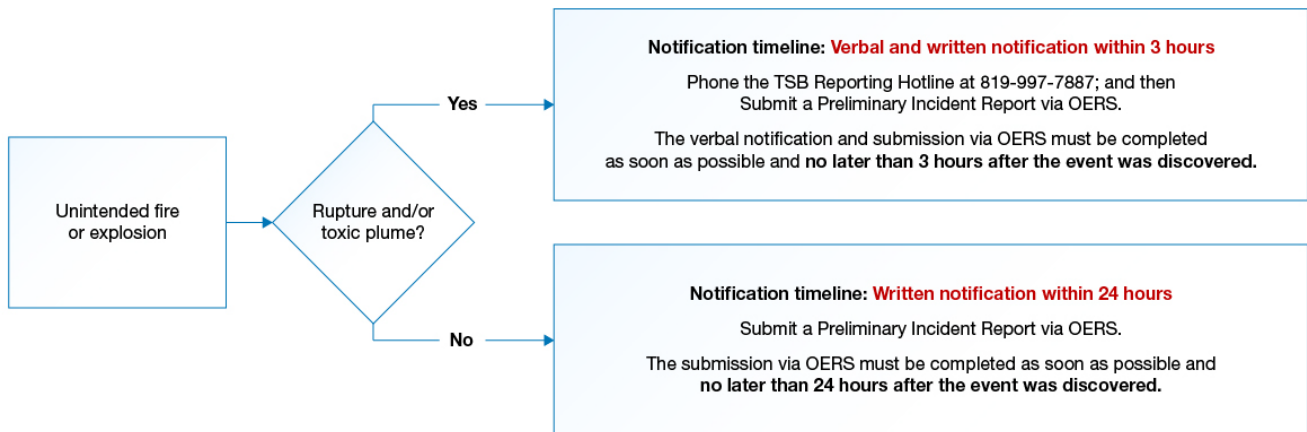 Unintended fire
or explosion
Rupture and/or
toxic plume?
Yes
Notification timeline: Verbal and written notification within 3 hours
Phone the TSB Reporting Hotline at 819-997-7887; and then
Submit a Preliminary Incident Report via OERS.
The verbal notification and submission via OERS must be completed
as soon as possible and no later than 3 hours after the event was discovered.
No
Notification timeline: Written notification within 24 hours
Submit a Preliminary Incident Report via OERS.
The submission via OERS must be completed as soon as possible and
no later than 24 hours after the event was discovered.